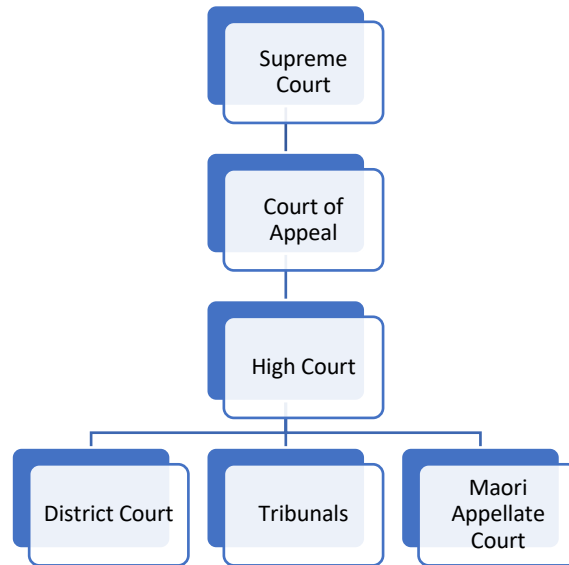 Supreme
Court
Court of
Appeal
High Court
District Court
Tribunals
Maori
Appellate
Court